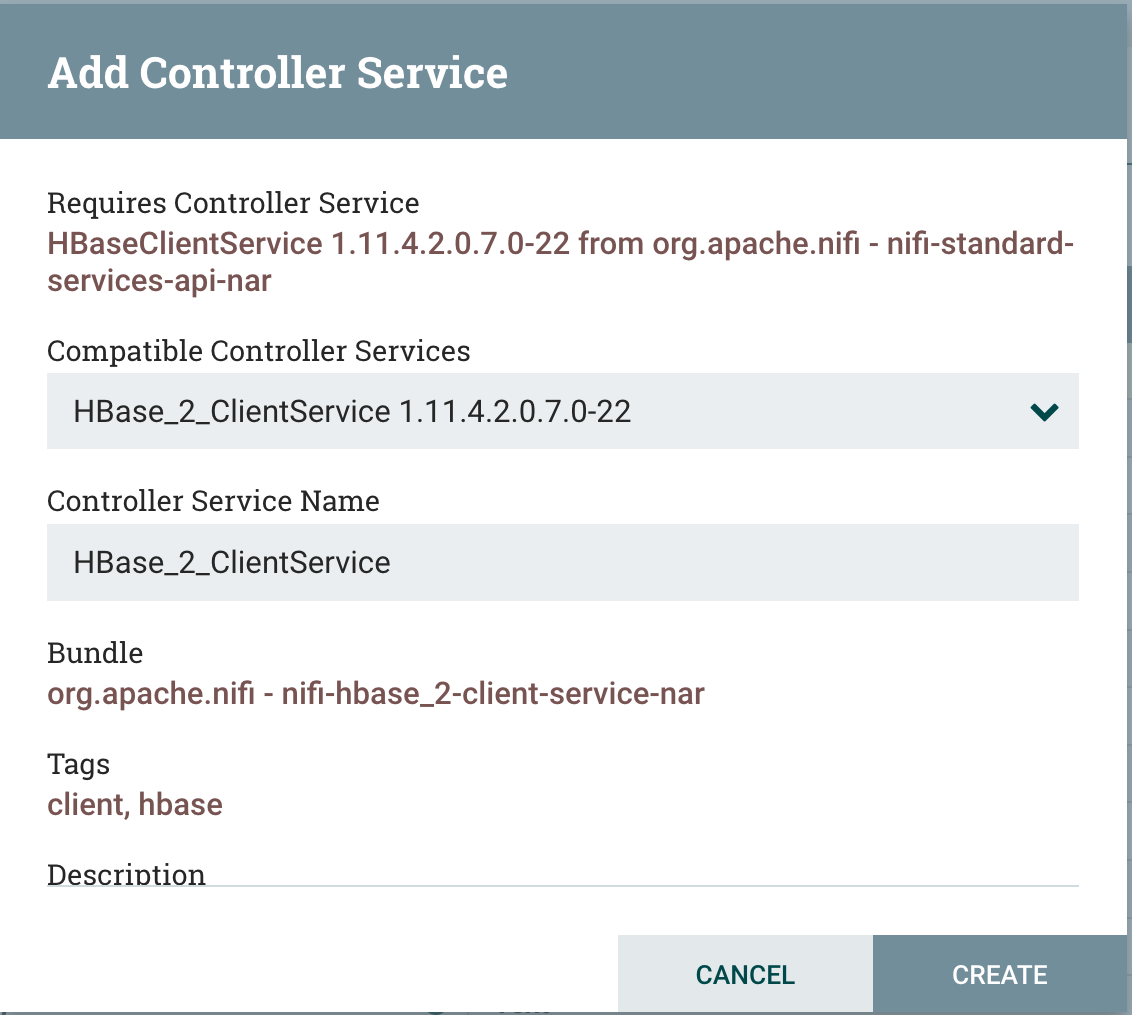 Add Controller Service
Requires Controller Service
HBaseClientService 1.11.4.2.0.7.0-22 from org.apache.nifi - nifi-standard-
services-api-nar
Compatible Controller Services
HBase_2_ClientService 1.11.4.2.0.7.0-22
Controller Service Name
HBase_2_ClientService
Bundle
org.apache.nifi - nifi-hbase_2-client-service-nar
Tags
client, hbase
Description
CANCEL
CREATE